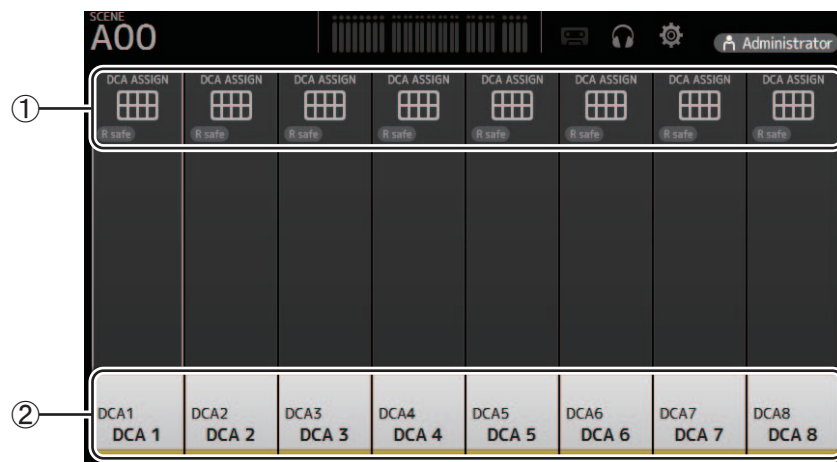 SCENE
A00
Administrator
①
DCA ASSIGN DCA ASSIGN DCA ASSIGN DCA ASSIGN DCA ASSIGN DCA ASSIGN DCA ASSIGN DCA ASSIGN
R safe R safe R safe R safe R safe R safe R safe R safe
②
DCA1 DCA2 DCA3 DCA4 DCA5 DCA6 DCA7 DCA8
DCA 1 DCA 2 DCA 3 DCA 4 DCA 5 DCA 6 DCA 7 DCA 8